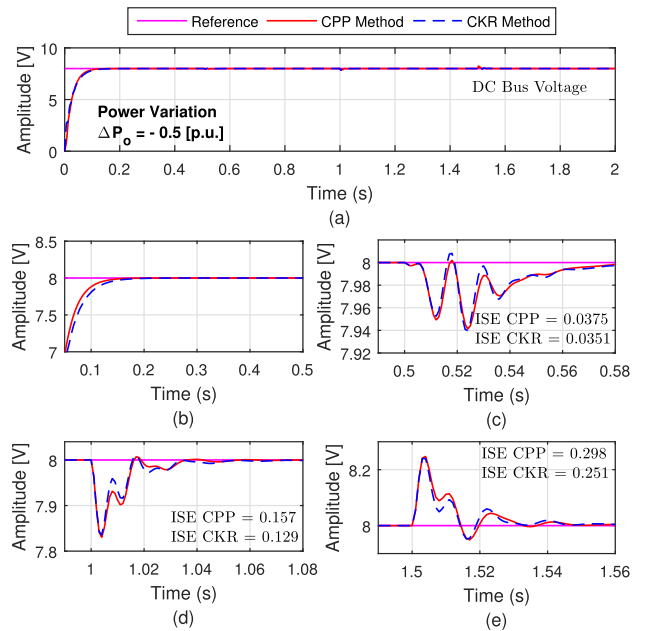 Reference CPP Method CKR Method
Amplitude [V]
10
5
0
DC Bus Voltage
Power Variation
ΔPo = - 0.5 [p.u.]
0 0.2 0.4 0.6 0.8 1 1.2 1.4 1.6 1.8 2
Time (s)
(a)
Amplitude [V]
8.5
8
7.5
7
0.1 0.2 0.3 0.4 0.5
Time (s)
(b)
Amplitude [V]
8
7.98
7.96
7.94
7.92
ISE CPP = 0.0375
ISE CKR = 0.0351
0.5 0.52 0.54 0.56 0.58
Time (s)
(c)
Amplitude [V]
8
7.9
7.8
ISE CPP = 0.157
ISE CKR = 0.129
1 1.02 1.04 1.06 1.08
Time (s)
(d)
Amplitude [V]
8.2
8
ISE CPP = 0.298
ISE CKR = 0.251
1.5 1.52 1.54 1.56
Time (s)
(e)